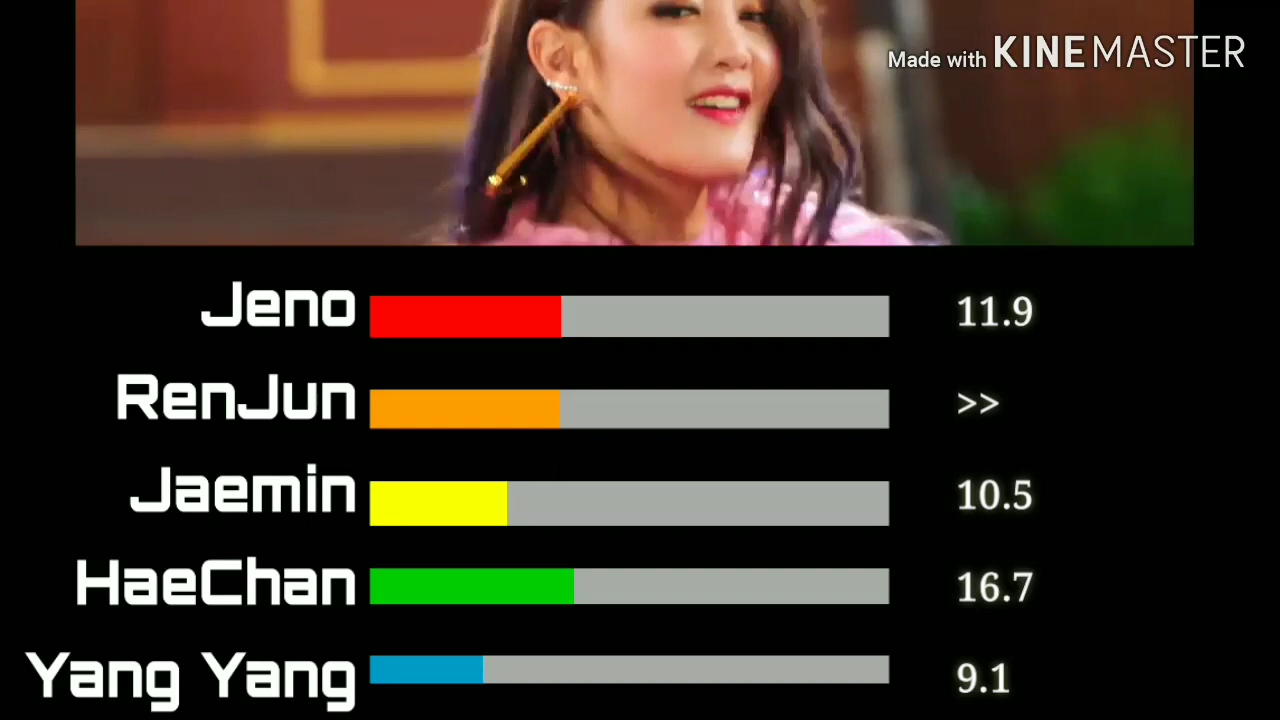 Made with KINEMASTER
Jeno 11.9
RenJun >>
Jaemin 10.5
HaeChan 16.7
Yang Yang 9.1